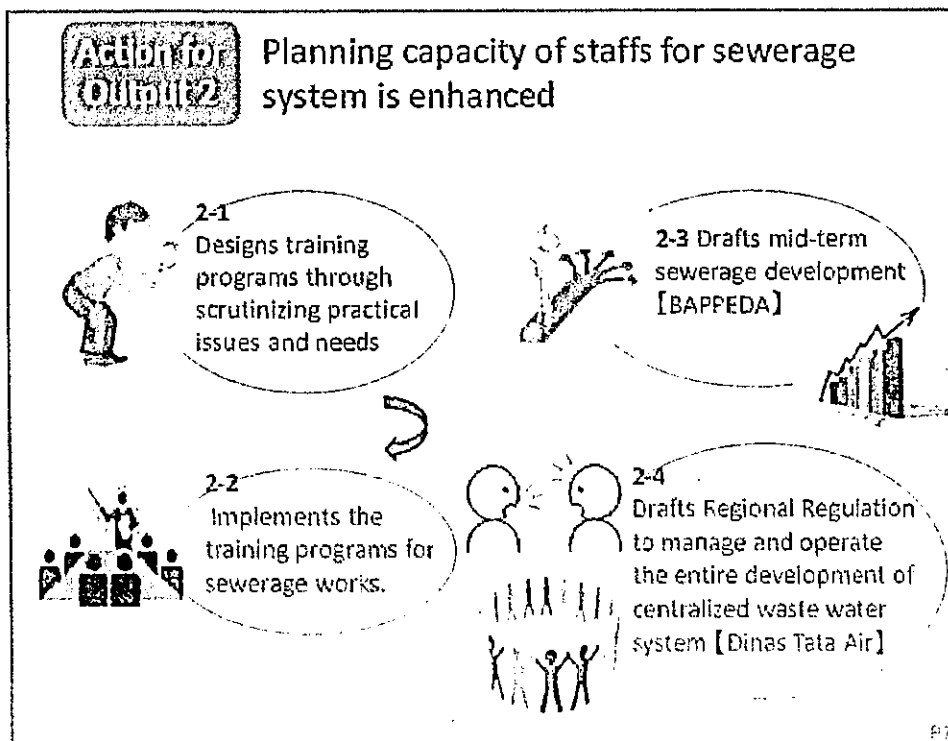 Action for
Output 2
Planning capacity of staffs for sewerage
system is enhanced
2-1
Designs training
programs through
scrutinizing practical
issues and needs
2-2
Implements the
training programs for
sewerage works.
2-3 Drafts mid-term
sewerage development
【BAPPEDA】
2-4
Drafts Regional Regulation
to manage and operate
the entire development of
centralized waste water
system【Dinas Tata Air】